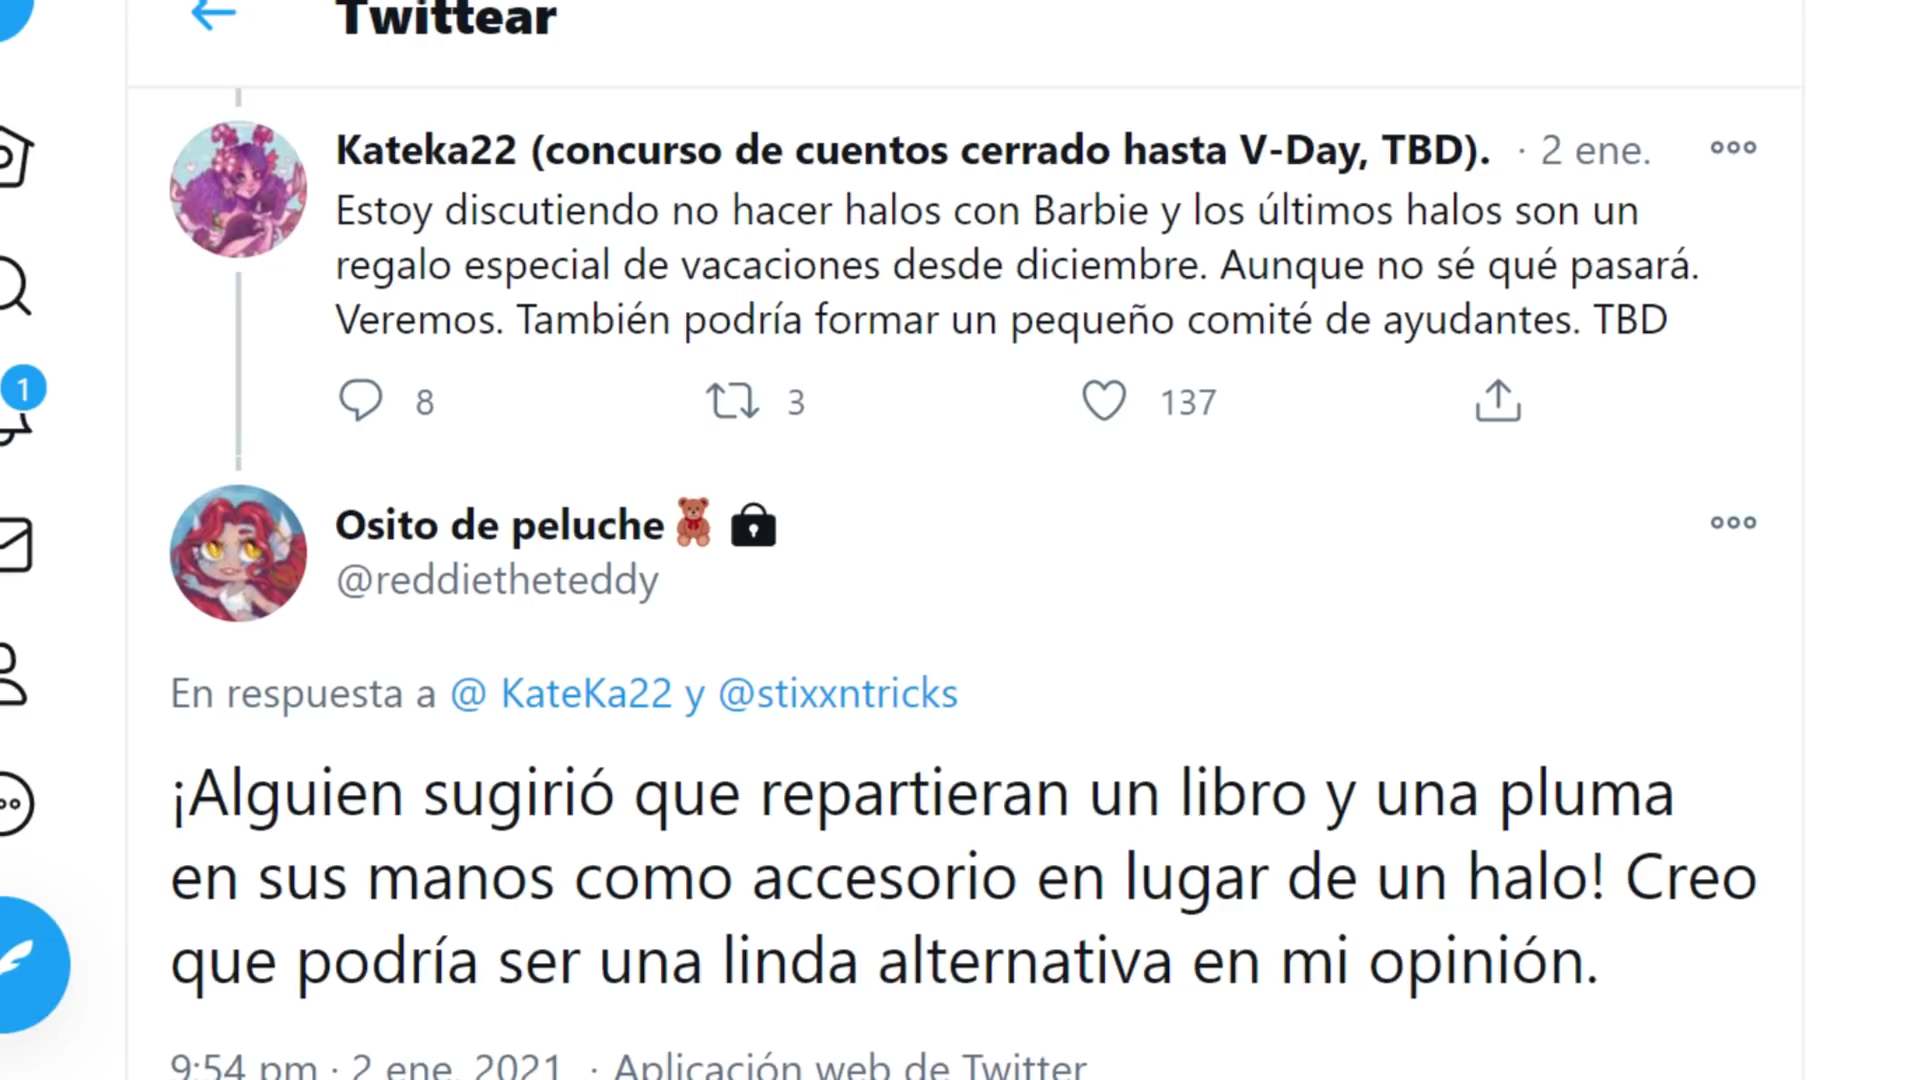 Twittear
Kateka22 (concurso de cuentos cerrado hasta V-Day, TBD). · 2 ene.
Estoy discutiendo no hacer halos con Barbie y los últimos halos son un
regalo especial de vacaciones desde diciembre. Aunque no sé qué pasará.
Veremos. También podría formar un pequeño comité de ayudantes. TBD
8 3 137
1
Osito de peluche🧸
@reddietheteddy
En respuesta a @ KateKa22 y @stixxntricks
¡Alguien sugirió que repartieran un libro y una pluma
en sus manos como accesorio en lugar de un halo! Creo
que podría ser una linda alternativa en mi opinión.
9:54 pm · 2 ene. 2021 · Aplicación web de Twitter